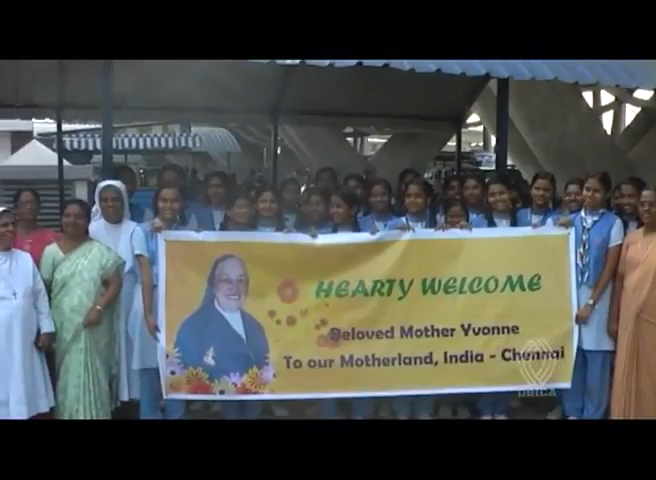 HEARTY WELCOME
Beloved Mother Yvonne
To our Motherland, India - Chennai